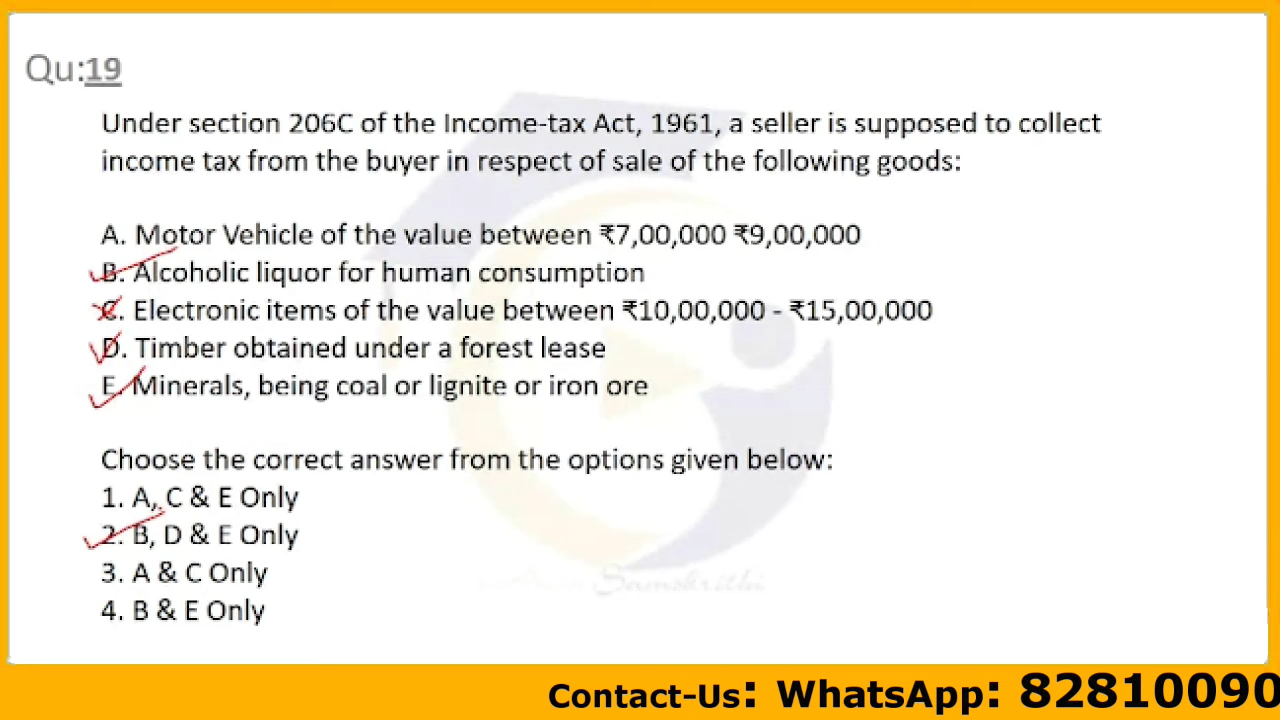 Qu:19
Under section 206C of the Income-tax Act, 1961, a seller is supposed to collect
income tax from the buyer in respect of sale of the following goods:
A. Motor Vehicle of the value between ₹7,00,000 ₹9,00,000
B. Alcoholic liquor for human consumption
C. Electronic items of the value between ₹10,00,000 - ₹15,00,000
D. Timber obtained under a forest lease
E. Minerals, being coal or lignite or iron ore
Choose the correct answer from the options given below:
1. A, C & E Only
2. B, D & E Only
3. A & C Only
4. B & E Only
Samskrithi
Contact-Us: WhatsApp: 82810090